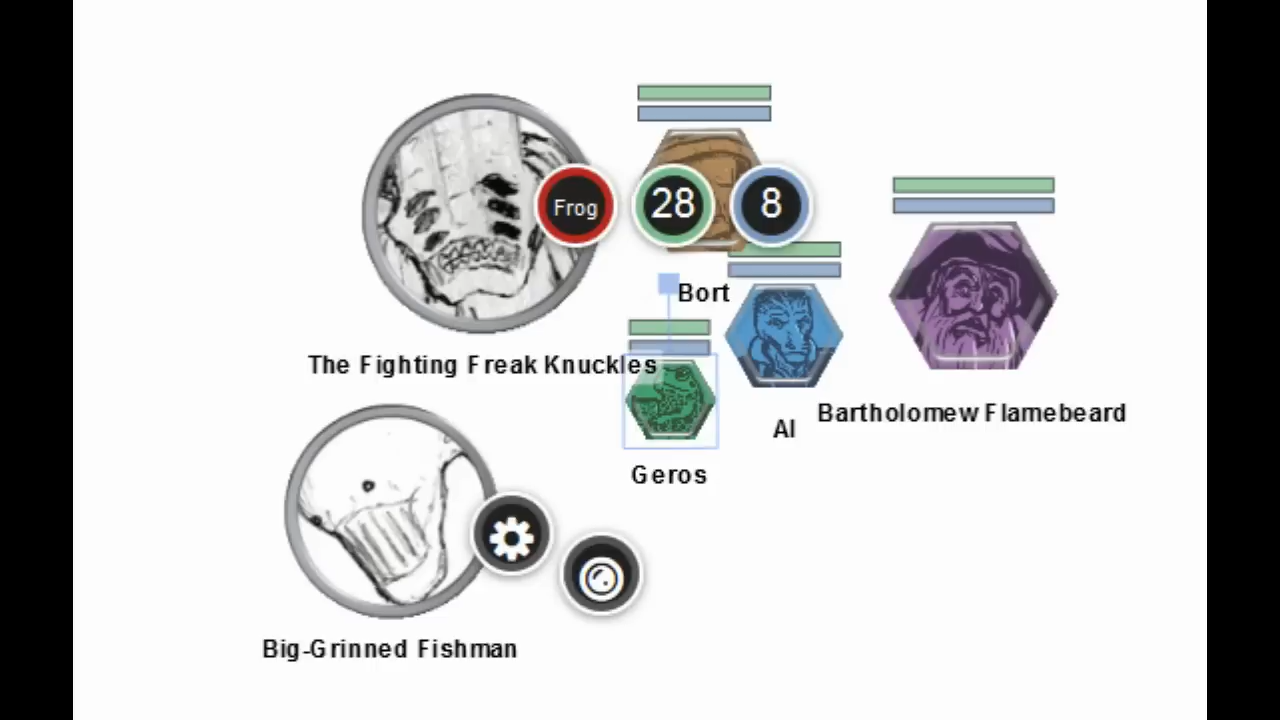 Frog
28
8
Bort
The Fighting Freak Knuckles
Al
Bartholomew Flamebeard
Geros
Big-Grinned Fishman